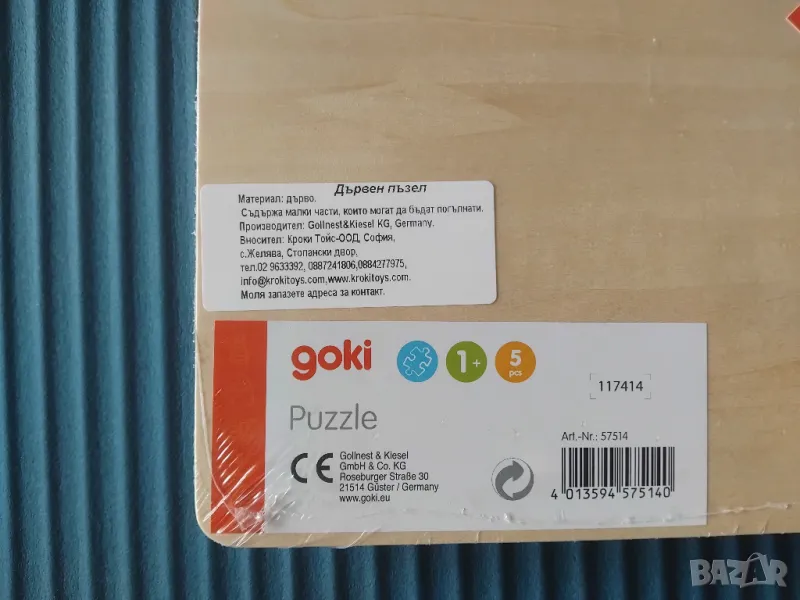 Дървен пъзел
Материал: дърво.
Съдържа малки части, които могат да бъдат погълнати.
Производител: Gollnest&Kiesel KG, Germany.
Вносител: Кроки Тойс-ООД, София,
с.Желява, Стопански двор,
тел.02 9633392, 0887241806,0884277975,
info@krokitoys.com,www.krokitoys.com.
Моля запазете адреса за контакт.
goki
1+
5
pcs
117414
Puzzle
Art.-Nr.: 57514
CE
Gollnest & Kiesel
GmbH & Co. KG
Roseburger Straße 30
21514 Güster / Germany
www.goki.eu
4 013594 575140
BAZAR